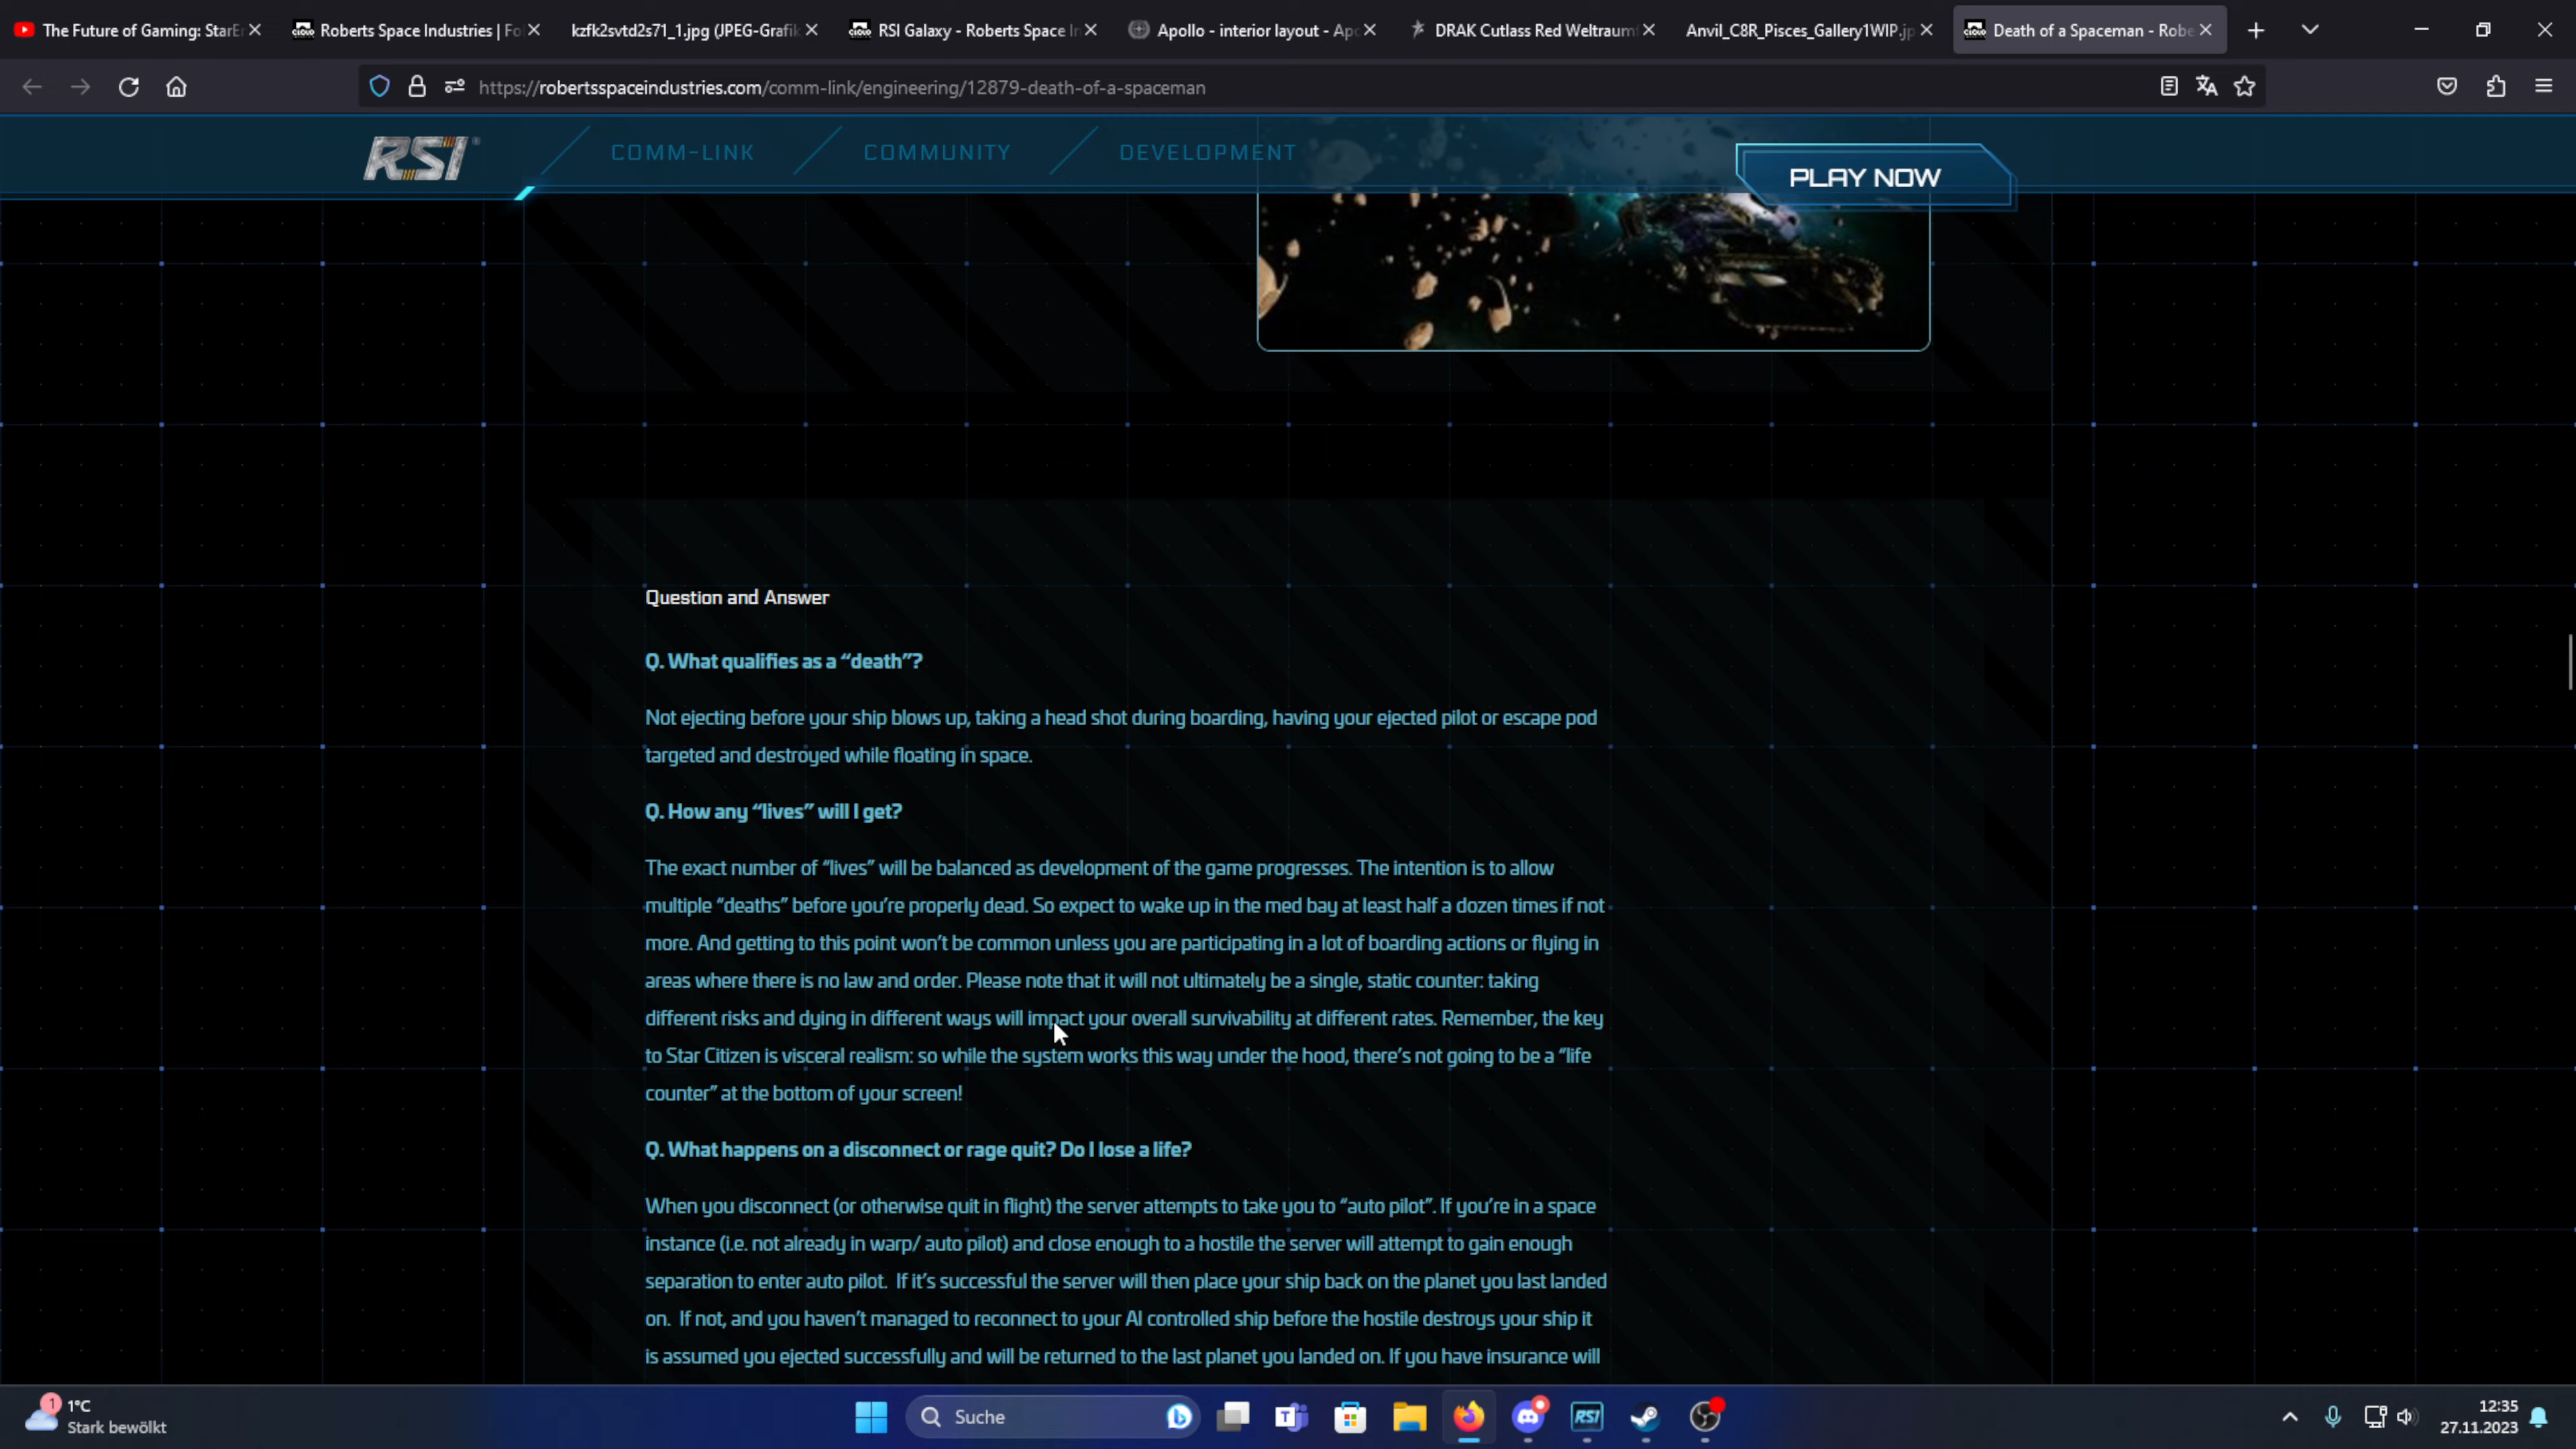 The Future of Gaming: StarEn
Roberts Space Industries | Fol
kzfk2svtd2s71_1.jpg (JPEG-Grafik
RSI Galaxy - Roberts Space In
Apollo - interior layout - Apo
DRAK Cutlass Red Weltraum
Anvil_C8R_Pisces_Gallery1WIP.jp
Death of a Spaceman - Robe
https://robertsspaceindustries.com/comm-link/engineering/12879-death-of-a-spaceman
RSI
COMM-LINK
COMMUNITY
DEVELOPMENT
PLAY NOW
Question and Answer
Q. What qualifies as a “death”?
Not ejecting before your ship blows up, taking a head shot during boarding, having your ejected pilot or escape pod
targeted and destroyed while floating in space.
Q. How any “lives” will I get?
The exact number of “lives” will be balanced as development of the game progresses. The intention is to allow
multiple “deaths” before you’re properly dead. So expect to wake up in the med bay at least half a dozen times if not
more. And getting to this point won’t be common unless you are participating in a lot of boarding actions or flying in
areas where there is no law and order. Please note that it will not ultimately be a single, static counter: taking
different risks and dying in different ways will impact your overall survivability at different rates. Remember, the key
to Star Citizen is visceral realism: so while the system works this way under the hood, there’s not going to be a “life
counter” at the bottom of your screen!
Q. What happens on a disconnect or rage quit? Do I lose a life?
When you disconnect (or otherwise quit in flight) the server attempts to take you to “auto pilot”. If you’re in a space
instance (i.e. not already in warp/ auto pilot) and close enough to a hostile the server will attempt to gain enough
separation to enter auto pilot.  If it’s successful the server will then place your ship back on the planet you last landed
on.  If not, and you haven’t managed to reconnect to your AI controlled ship before the hostile destroys your ship it
is assumed you ejected successfully and will be returned to the last planet you landed on. If you have insurance will
1
1°C
Stark bewölkt
Suche
RSI
12:35
27.11.2023